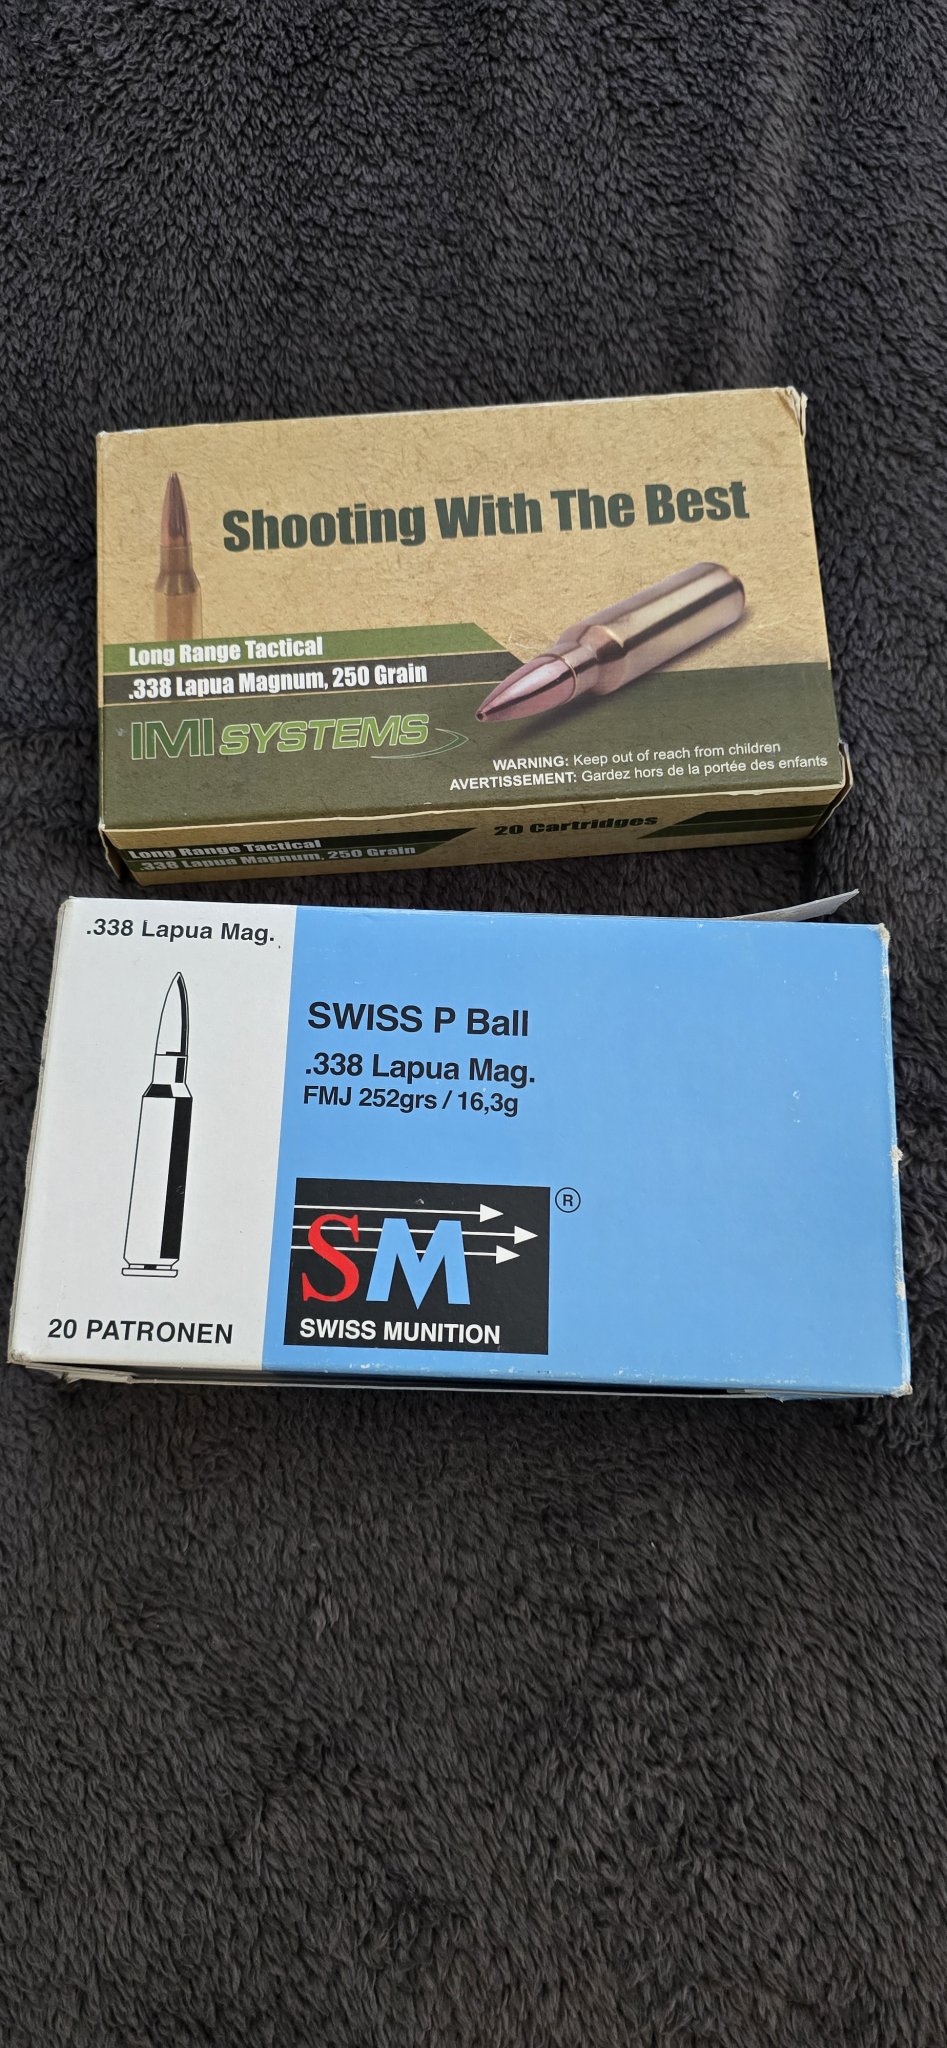 Shooting With The Best
Long Range Tactical
.338 Lapua Magnum, 250 Grain
IMI SYSTEMS
WARNING: Keep out of reach from children
AVERTISSEMENT: Gardez hors de la portée des enfants
20 Cartridges
Long Range Tactical
.338 Lapua Magnum, 250 Grain
.338 Lapua Mag.
SWISS P Ball
.338 Lapua Mag.
FMJ 252grs / 16,3g
SM ®
SWISS MUNITION
20 PATRONEN